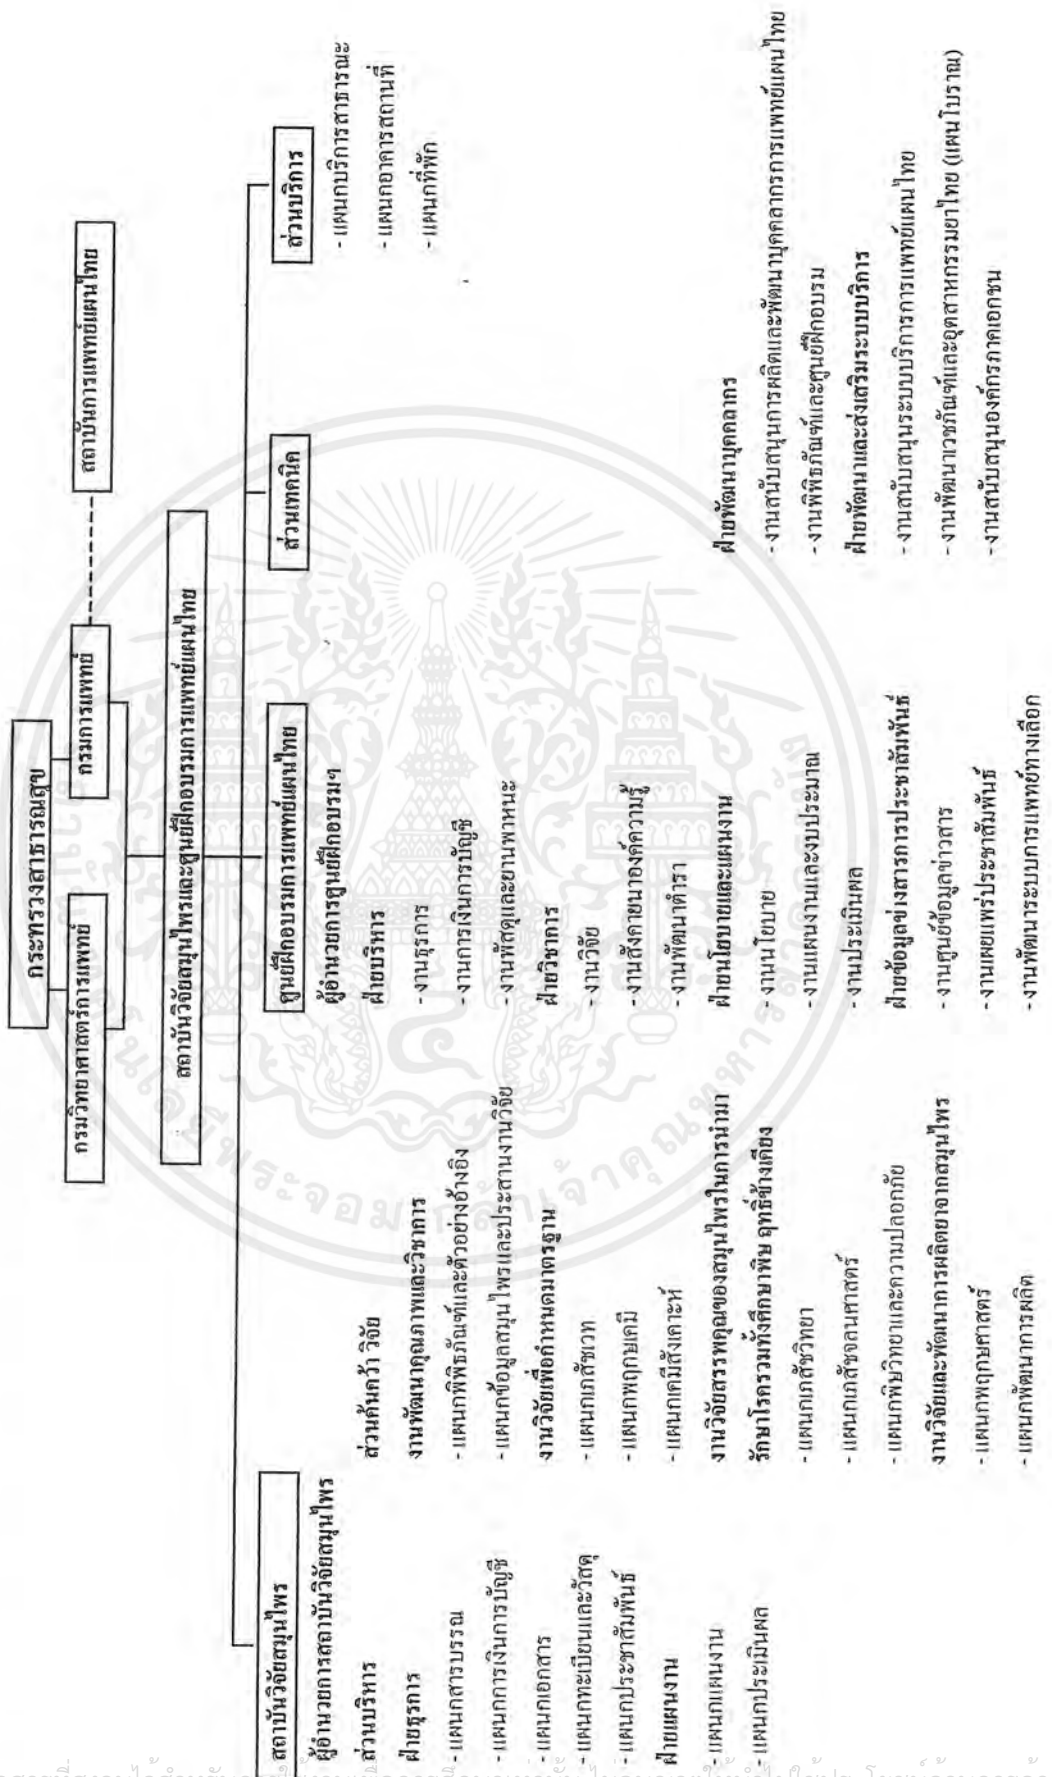 กระทรวงสาธารณสุข
กรมวิทยาศาสตร์การแพทย์
กรมการแพทย์
สถาบันการแพทย์แผนไทย
สถาบันวิจัยสมุนไพรและศูนย์ฝึกอบรมการแพทย์แผนไทย
สถาบันวิจัยสมุนไพร
ผู้อำนวยการสถาบันวิจัยสมุนไพร
ส่วนบริหาร
ฝ่ายธุรการ
- แผนกสารบรรณ
- แผนกการเงินการบัญชี
- แผนกเอกสาร
- แผนกทะเบียนและวัสดุ
- แผนกประชาสัมพันธ์
ฝ่ายแผนงาน
- แผนกแผนงาน
- แผนกประเมินผล
ส่วนค้นคว้า วิจัย
งานพัฒนาคุณภาพและวิชาการ
- แผนกพิพิธภัณฑ์และตัวอย่างอ้างอิง
- แผนกข้อมูลสมุนไพรและประสานงานวิจัย
งานวิจัยเพื่อกำหนดมาตรฐาน
- แผนกเภสัชเวท
- แผนกพฤกษเคมี
- แผนกเคมีสังเคราะห์
งานวิจัยสรรพคุณของสมุนไพรในการนำมา
รักษาโรครวมทั้งศึกษาพิษ ฤทธิ์ข้างเคียง
- แผนกเภสัชวิทยา
- แผนกเภสัชจลนศาสตร์
- แผนกพิษวิทยาและความปลอดภัย
งานวิจัยและพัฒนาการผลิตยาจากสมุนไพร
- แผนกพฤกษศาสตร์
- แผนกพัฒนาการผลิต
ศูนย์ฝึกอบรมการแพทย์แผนไทย
ผู้อำนวยการศูนย์ฝึกอบรมฯ
ฝ่ายบริหาร
- งานธุรการ
- งานการเงินการบัญชี
- งานพัสดุและยานพาหนะ
ฝ่ายวิชาการ
- งานวิจัย
- งานสังคายนาองค์ความรู้
- งานพัฒนาตำรา
ฝ่ายนโยบายและแผนงาน
- งานนโยบาย
- งานแผนงานและงบประมาณ
- งานประเมินผล
ฝ่ายข้อมูลข่างสารการประชาสัมพันธ์
- งานศูนย์ข้อมูลข่าวสาร
- งานเผยแพร่ประชาสัมพันธ์
- งานพัฒนาระบบการแพทย์ทางเลือก
ฝ่ายพัฒนาบุคคลากร
- งานสนับสนุนการผลิตและพัฒนาบุคคลากรการแพทย์แผนไทย
- งานพิพิธภัณฑ์และศูนย์ฝึกอบรม
ฝ่ายพัฒนาและส่งเสริมระบบบริการ
- งานสนับสนุนระบบบริการการแพทย์แผนไทย
- งานพัฒนาเวชภัณฑ์และอุตสาหกรรมยาไทย (แผนโบราณ)
- งานสนับสนุนองค์กรภาคเอกชน
ส่วนเทคนิค
ส่วนบริการ
- แผนกบริการสาธารณะ
- แผนกอาคารสถานที่
- แผนกที่พัก